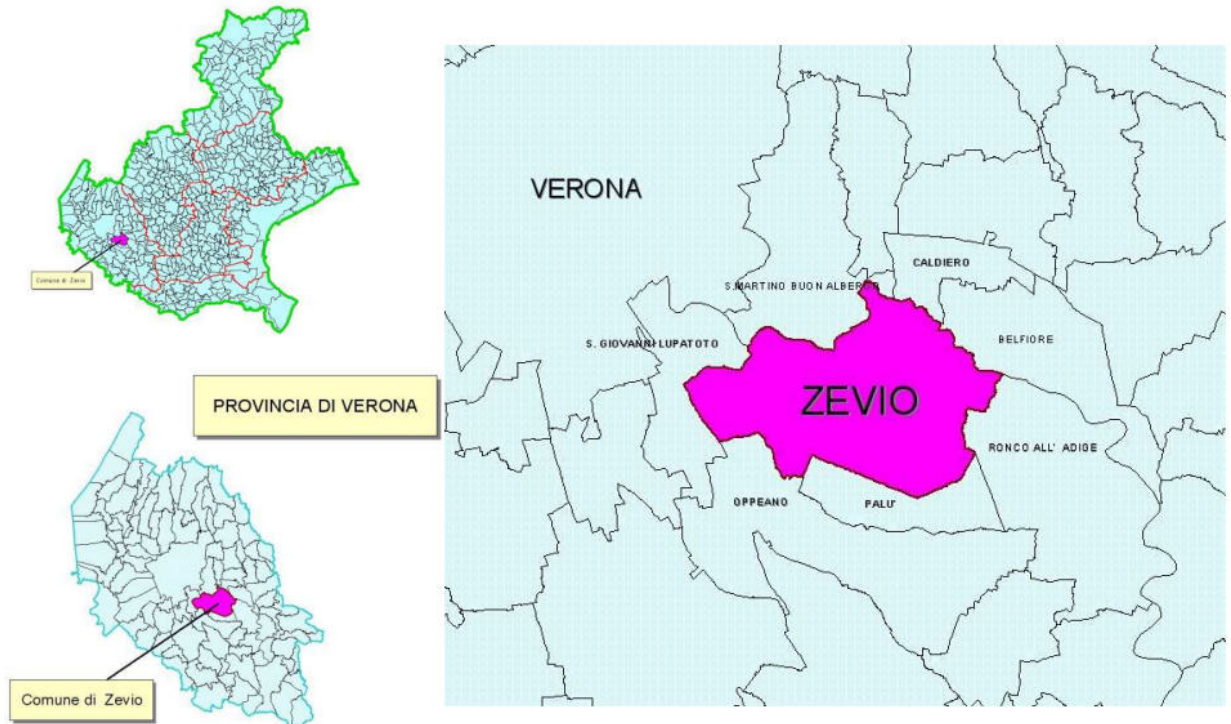 Comune di Zevio
PROVINCIA DI VERONA
Comune di Zevio
VERONA
CALDIERO
S.MARTINO BUON ALBERGO
S. GIOVANNI LUPATOTO
BELFIORE
ZEVIO
RONCO ALL' ADIGE
OPPEANO
PALU'